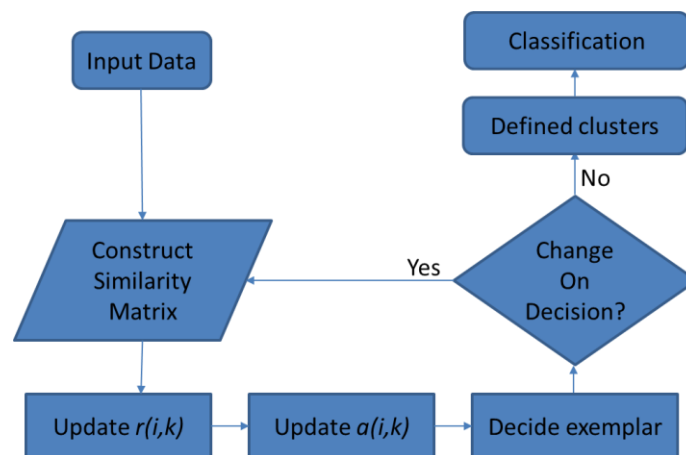 Input Data
Construct
Similarity
Matrix
Update r(i,k)
Update a(i,k)
Decide exemplar
Change
On
Decision?
Yes
No
Defined clusters
Classification